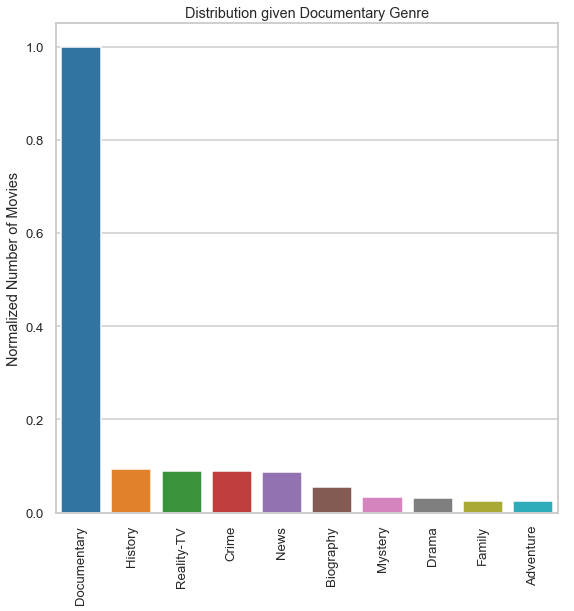 Distribution given Documentary Genre
Normalized Number of Movies
1.0
0.8
0.6
0.4
0.2
0.0
Documentary
History
Reality-TV
Crime
News
Biography
Mystery
Drama
Family
Adventure